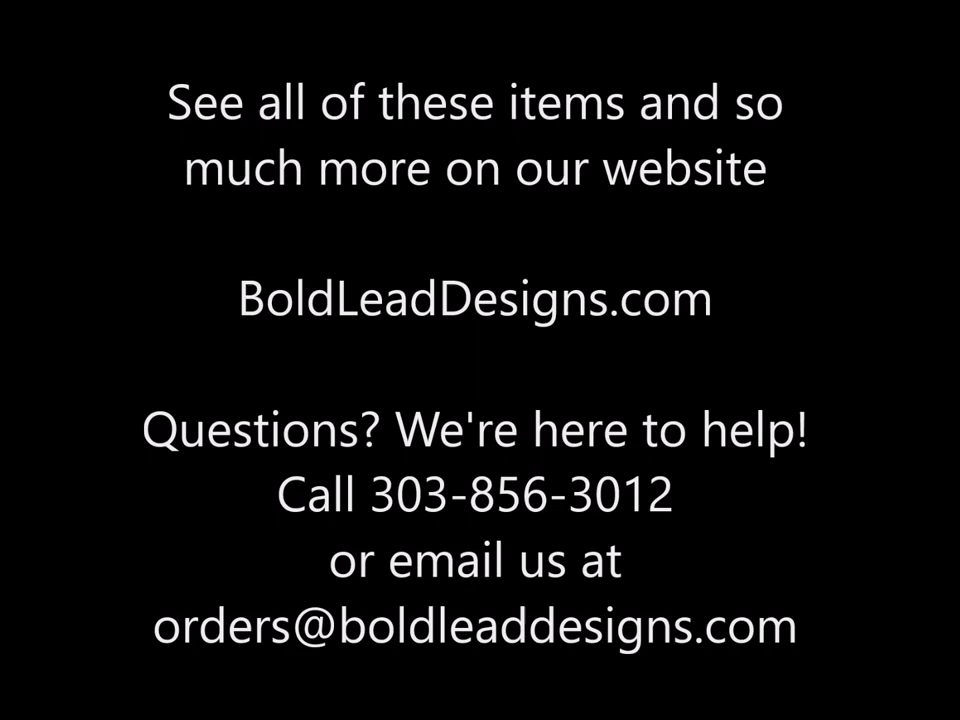 See all of these items and so
much more on our website
BoldLeadDesigns.com
Questions? We're here to help!
Call 303-856-3012
or email us at
orders@boldleaddesigns.com